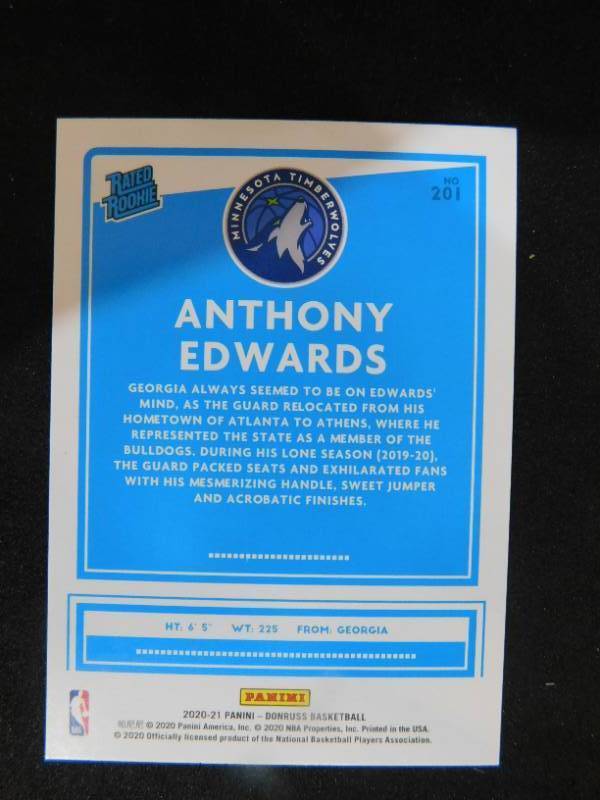 RATED
ROOKIE
MINNESOTA TIMBERWOLVES
NO
201
ANTHONY
EDWARDS
GEORGIA ALWAYS SEEMED TO BE ON EDWARDS'
MIND, AS THE GUARD RELOCATED FROM HIS
HOMETOWN OF ATLANTA TO ATHENS, WHERE HE
REPRESENTED THE STATE AS A MEMBER OF THE
BULLDOGS. DURING HIS LONE SEASON (2019-20),
THE GUARD PACKED SEATS AND EXHILARATED FANS
WITH HIS MESMERIZING HANDLE, SWEET JUMPER
AND ACROBATIC FINISHES.
HT: 6' 5" WT: 225 FROM: GEORGIA
PANINI
2020-21 PANINI – DONRUSS BASKETBALL
© 2020 Panini America, Inc. © 2020 NBA Properties, Inc. Printed in the USA.
© 2020 Officially licensed product of the National Basketball Players Association.